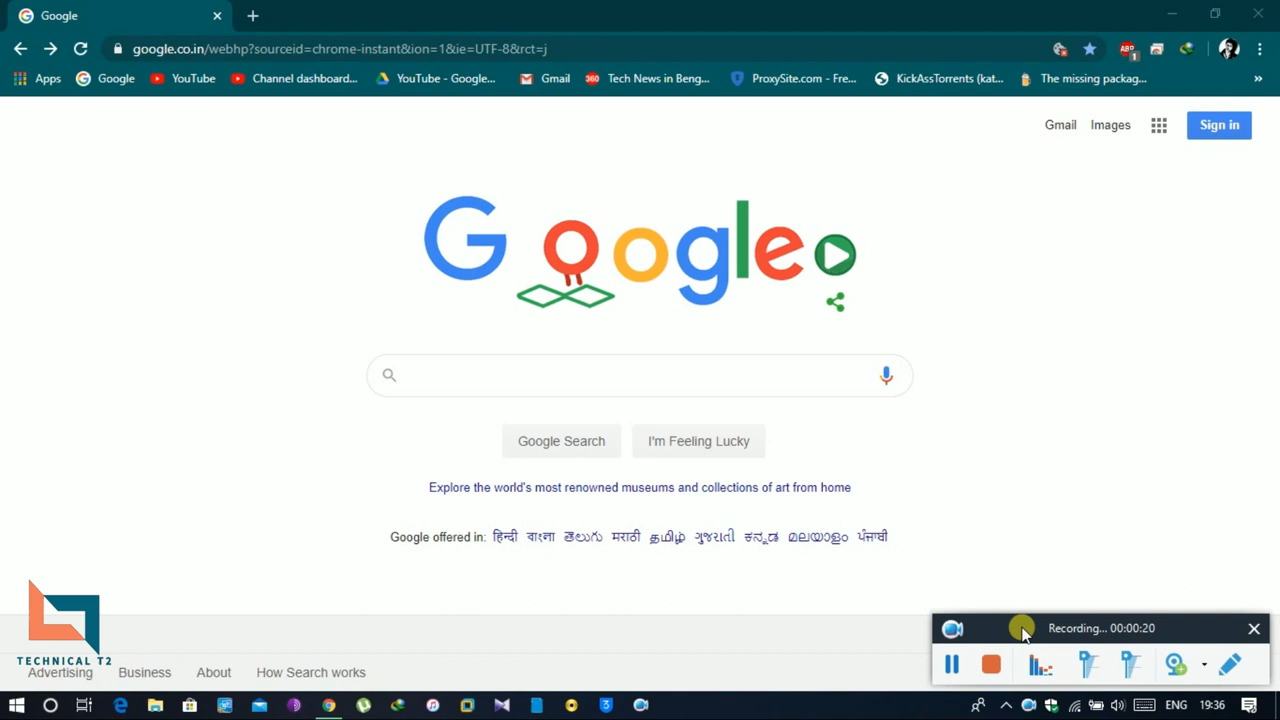 Google
google.co.in/webhp?sourceid=chrome-instant&ion=1&ie=UTF-8&rct=j
ABP
1
Apps
Google
YouTube
Channel dashboard...
YouTube - Google...
Gmail
360
Tech News in Beng...
ProxySite.com - Fre...
KickAssTorrents (kat...
The missing packag...
»
Gmail
Images
Sign in
Google
Google Search
I'm Feeling Lucky
Explore the world's most renowned museums and collections of art from home
Google offered in: हिन्दी বাংলা తెలుగు मराठी தமிழ் ગુજરાતી ಕನ್ನಡ മലയാളം ਪੰਜਾਬੀ
Recording... 00:00:20
TECHNICAL T2
Advertising
Business
About
How Search works
ENG
19:36